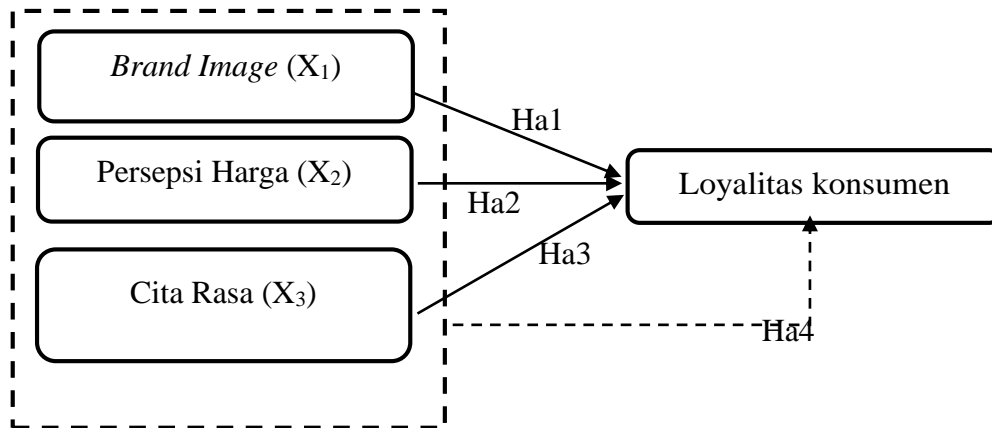 Brand Image (X₁)
Ha1
Persepsi Harga (X₂)
Ha2
Loyalitas konsumen
Cita Rasa (X₃)
Ha3
Ha4